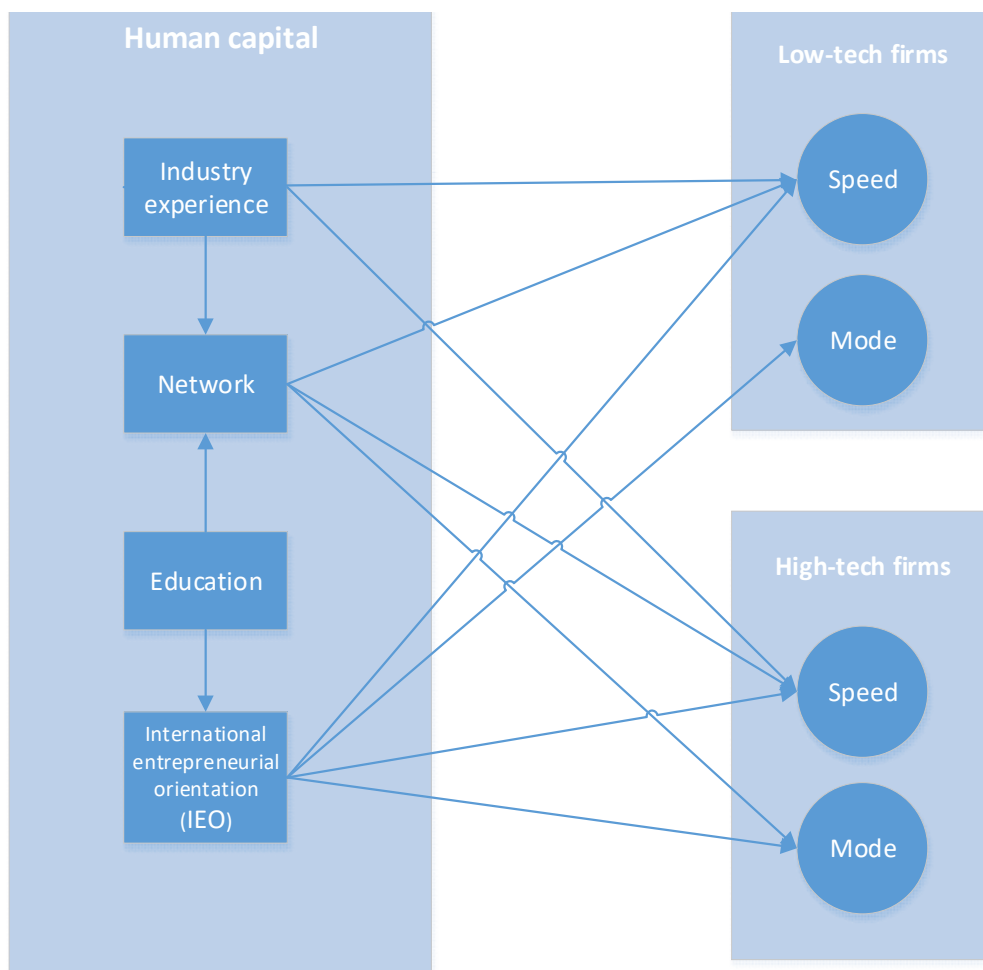 Human capital
Industry
experience
Network
Education
International
entrepreneurial
orientation
(IEO)
Low-tech firms
Speed
Mode
High-tech firms
Speed
Mode